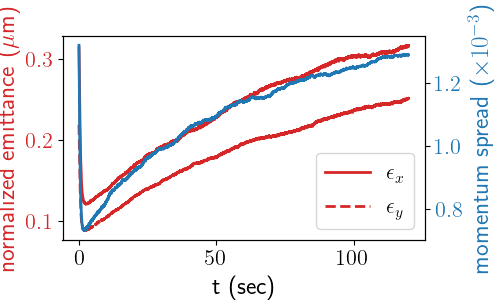 normalized emittance (μm)
0.3
0.2
0.1
momentum spread (×10⁻³)
1.2
1.0
0.8
ϵₓ
ϵᵧ
0 50 100
t (sec)